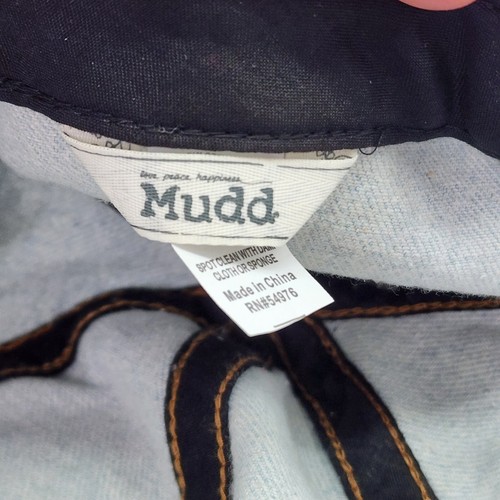 love peace happiness
Mudd
SPOT CLEAN WITH DAMP
CLOTH OR SPONGE
Made in China
RN#54976